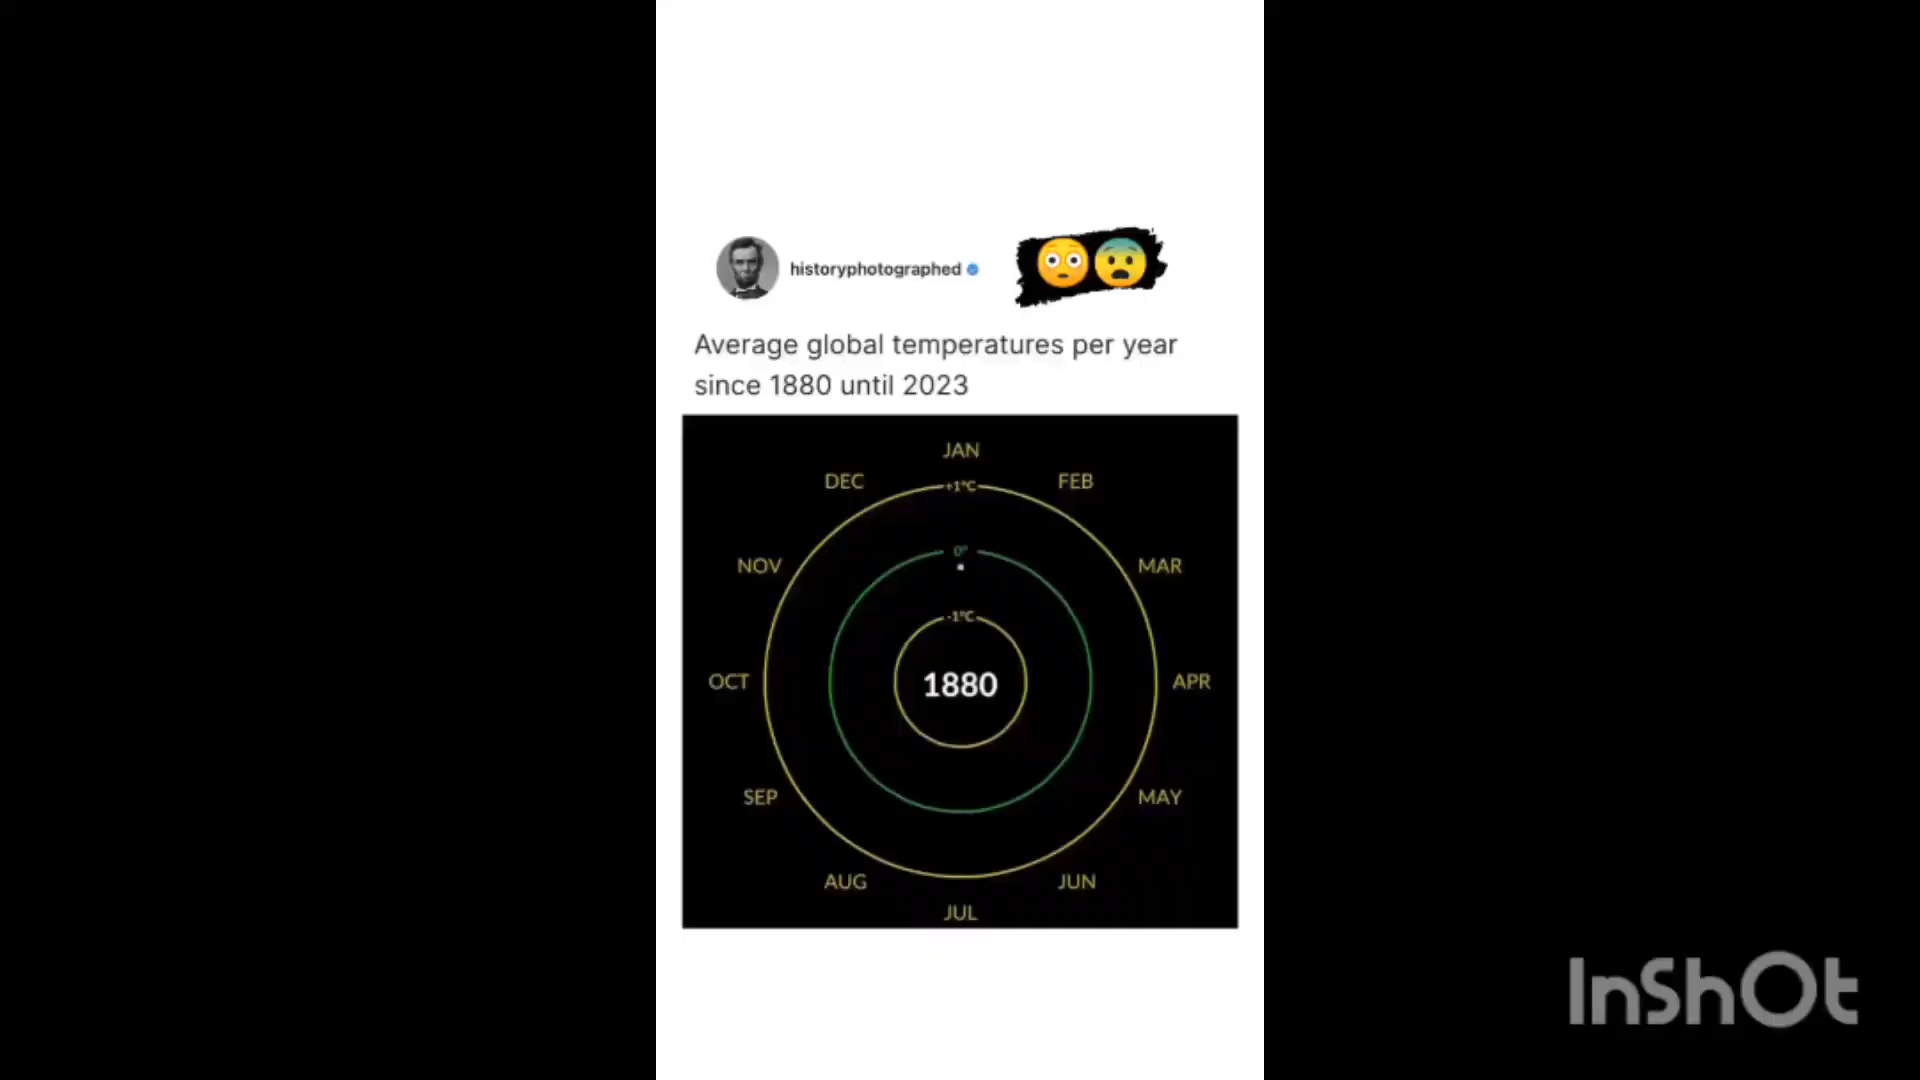 historyphotographed
Average global temperatures per year
since 1880 until 2023
JAN
DEC
FEB
+1°C
0°
NOV
MAR
-1°C
OCT
1880
APR
SEP
MAY
AUG
JUN
JUL
InShOt